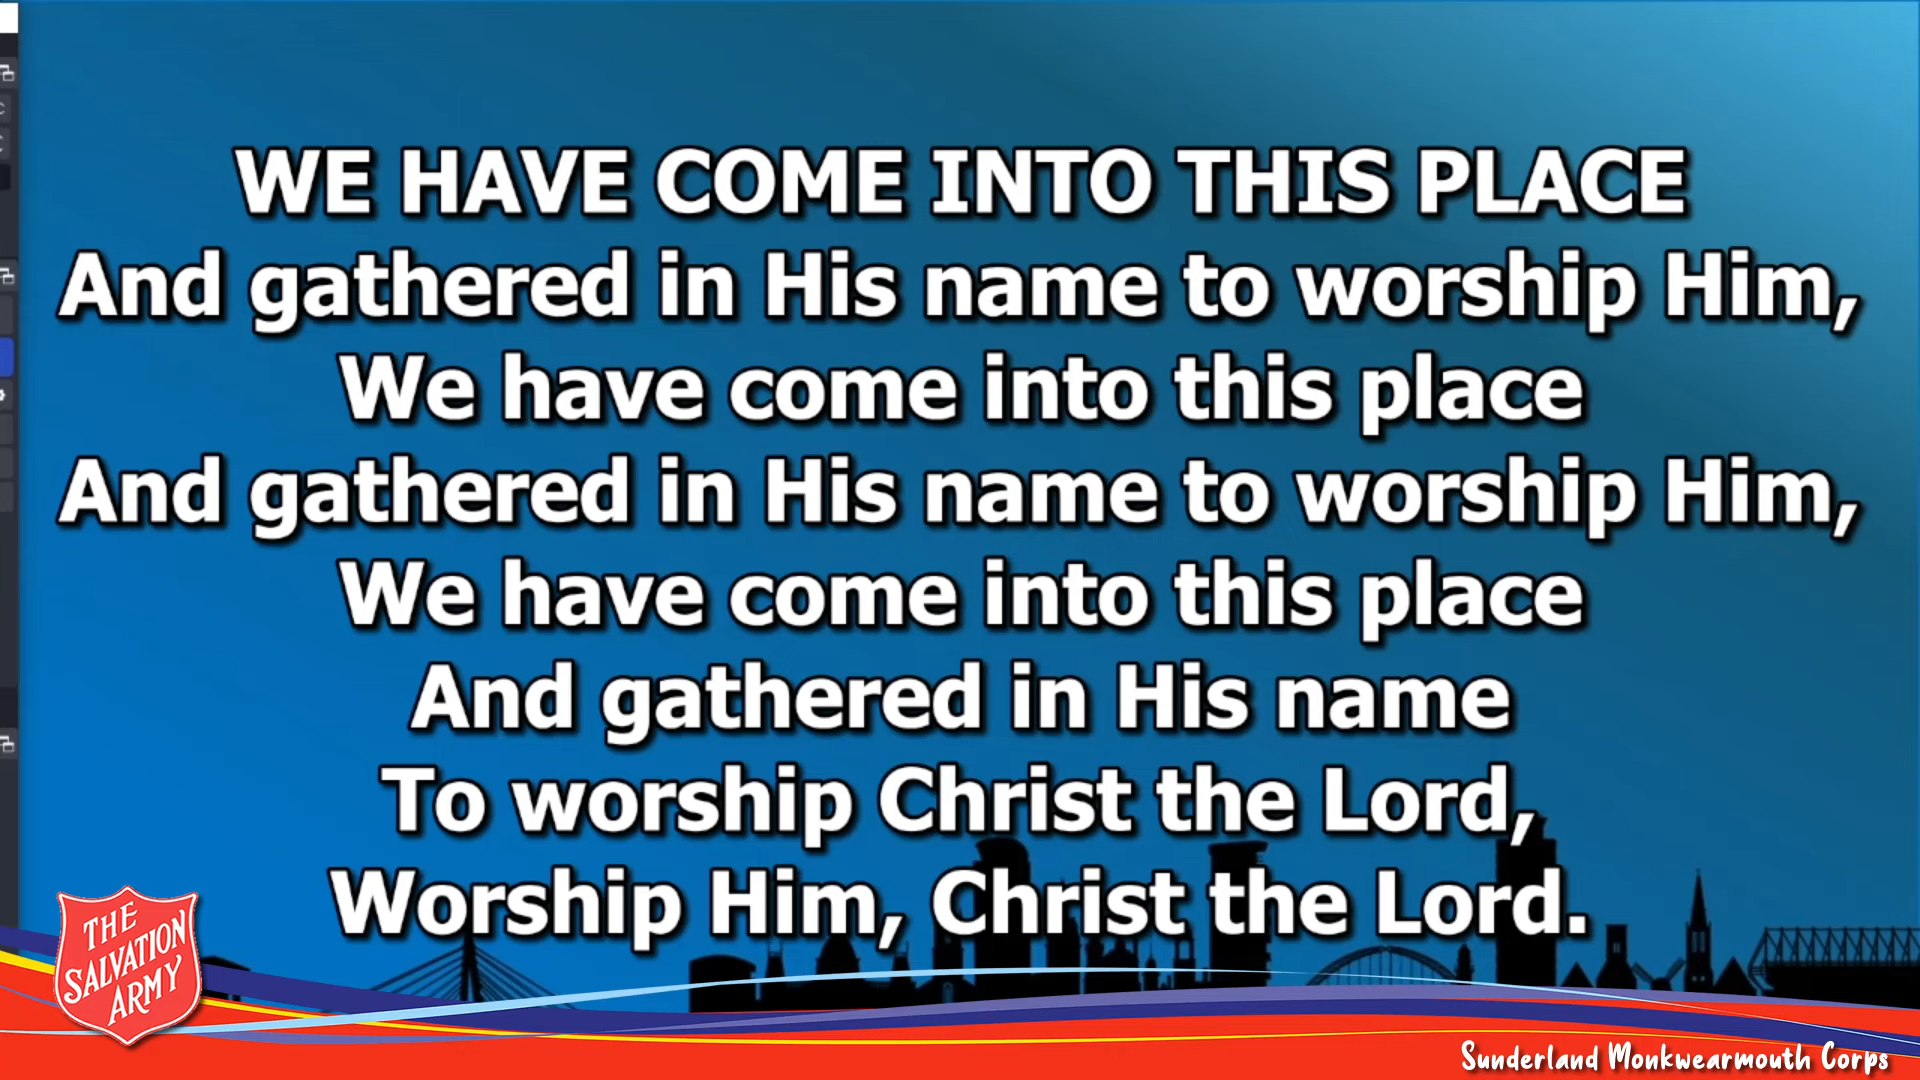 WE HAVE COME INTO THIS PLACE
And gathered in His name to worship Him,
We have come into this place
And gathered in His name to worship Him,
We have come into this place
And gathered in His name
To worship Christ the Lord,
Worship Him, Christ the Lord.
THE
SALVATION
ARMY
Sunderland Monkwearmouth Corps